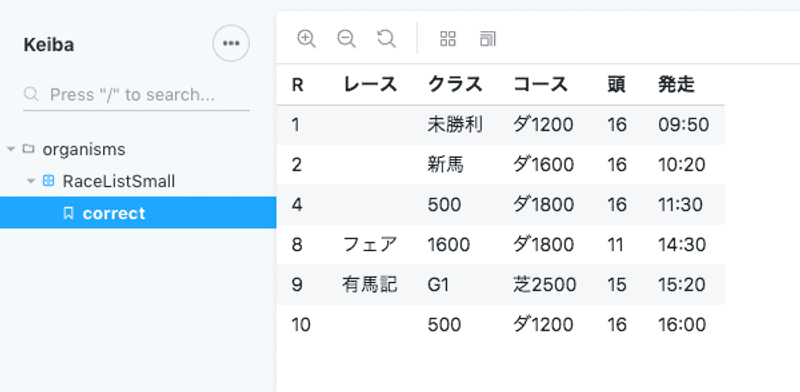 Keiba
Press "/" to search...
organisms
RaceListSmall
correct
R レース クラス コース 頭 発走
1 未勝利 ダ1200 16 09:50
2 新馬 ダ1600 16 10:20
4 500 ダ1800 16 11:30
8 フェア 1600 ダ1800 11 14:30
9 有馬記 G1 芝2500 15 15:20
10 500 ダ1200 16 16:00